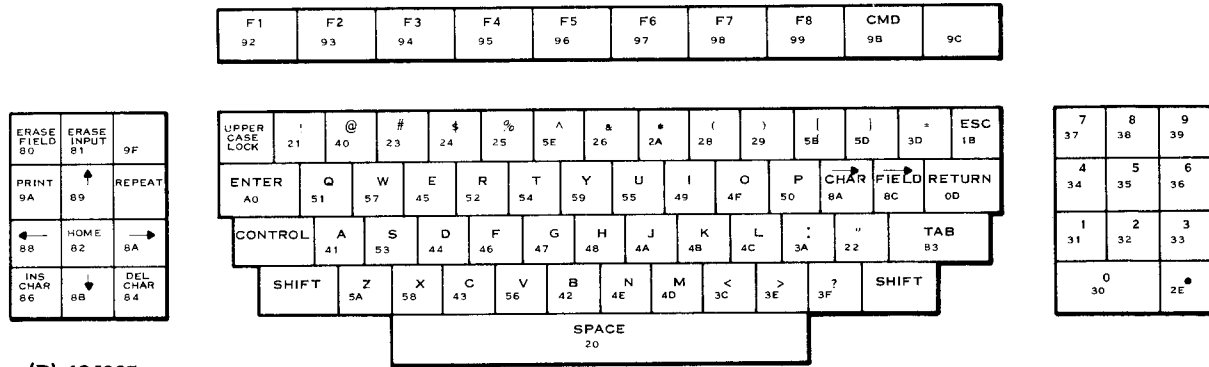 F1 F2 F3 F4 F5 F6 F7 F8 CMD
92 93 94 95 96 97 98 99 9B 9C
ERASE FIELD 80 ERASE INPUT 81 9F
PRINT 9A ↑ 89 REPEAT
← 88 HOME 82 → 8A
INS CHAR 86 ↓ 8B DEL CHAR 84
UPPER CASE LOCK ! 21 @ 40 # 23 $ 24 % 25 ^ 5E & 26 * 2A ( 28 ) 29 [ 5B ] 5D = 3D ESC 1B
ENTER A0 Q 51 W 57 E 45 R 52 T 54 Y 59 U 55 I 49 O 4F P 50 → CHAR 8A → FIELD 8C RETURN 0D
CONTROL A 41 S 53 D 44 F 46 G 47 H 48 J 4A K 4B L 4C : 3A " 22 TAB 83
SHIFT Z 5A X 58 C 43 V 56 B 42 N 4E M 4D < 3C > 3E ? 3F SHIFT
SPACE
20
7 37 8 38 9 39
4 34 5 35 6 36
1 31 2 32 3 33
0 30 . 2E